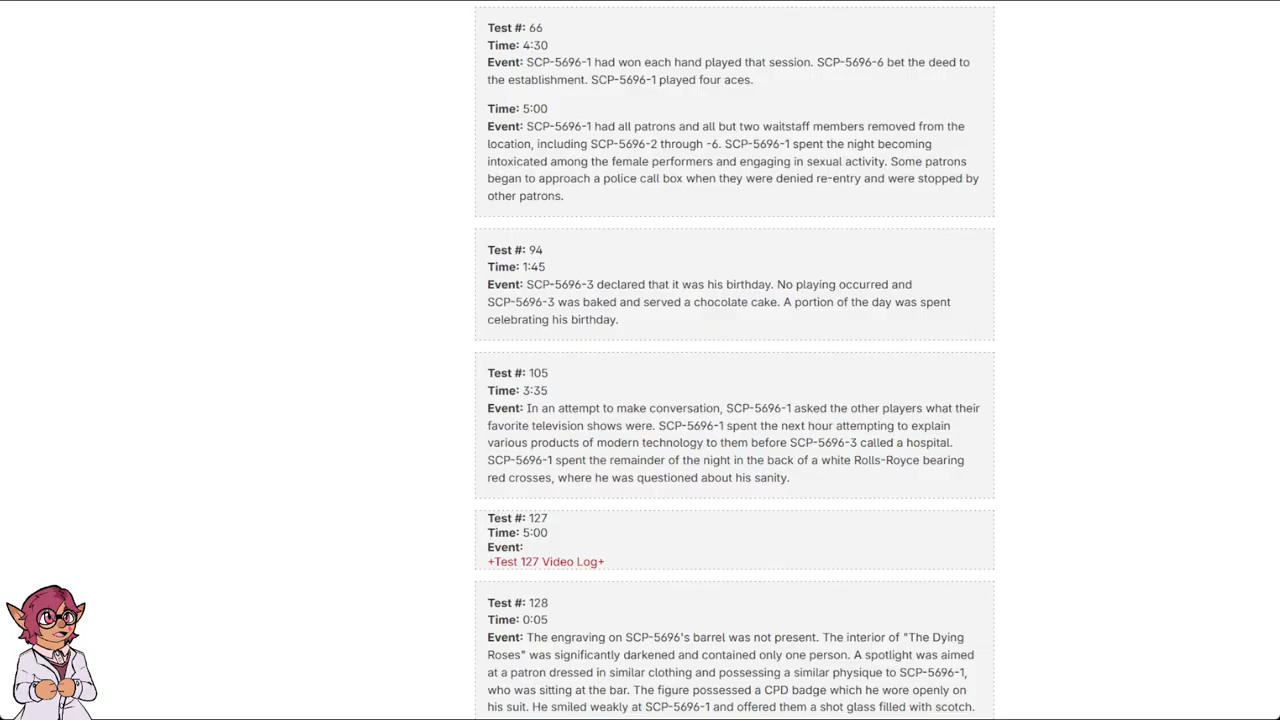 Test #: 66
Time: 4:30
Event: SCP-5696-1 had won each hand played that session. SCP-5696-6 bet the deed to
the establishment. SCP-5696-1 played four aces.
Time: 5:00
Event: SCP-5696-1 had all patrons and all but two waitstaff members removed from the
location, including SCP-5696-2 through -6. SCP-5696-1 spent the night becoming
intoxicated among the female performers and engaging in sexual activity. Some patrons
began to approach a police call box when they were denied re-entry and were stopped by
other patrons.
Test #: 94
Time: 1:45
Event: SCP-5696-3 declared that it was his birthday. No playing occurred and
SCP-5696-3 was baked and served a chocolate cake. A portion of the day was spent
celebrating his birthday.
Test #: 105
Time: 3:35
Event: In an attempt to make conversation, SCP-5696-1 asked the other players what their
favorite television shows were. SCP-5696-1 spent the next hour attempting to explain
various products of modern technology to them before SCP-5696-3 called a hospital.
SCP-5696-1 spent the remainder of the night in the back of a white Rolls-Royce bearing
red crosses, where he was questioned about his sanity.
Test #: 127
Time: 5:00
Event:
+Test 127 Video Log+
Test #: 128
Time: 0:05
Event: The engraving on SCP-5696's barrel was not present. The interior of "The Dying
Roses" was significantly darkened and contained only one person. A spotlight was aimed
at a patron dressed in similar clothing and possessing a similar physique to SCP-5696-1,
who was sitting at the bar. The figure possessed a CPD badge which he wore openly on
his suit. He smiled weakly at SCP-5696-1 and offered them a shot glass filled with scotch.